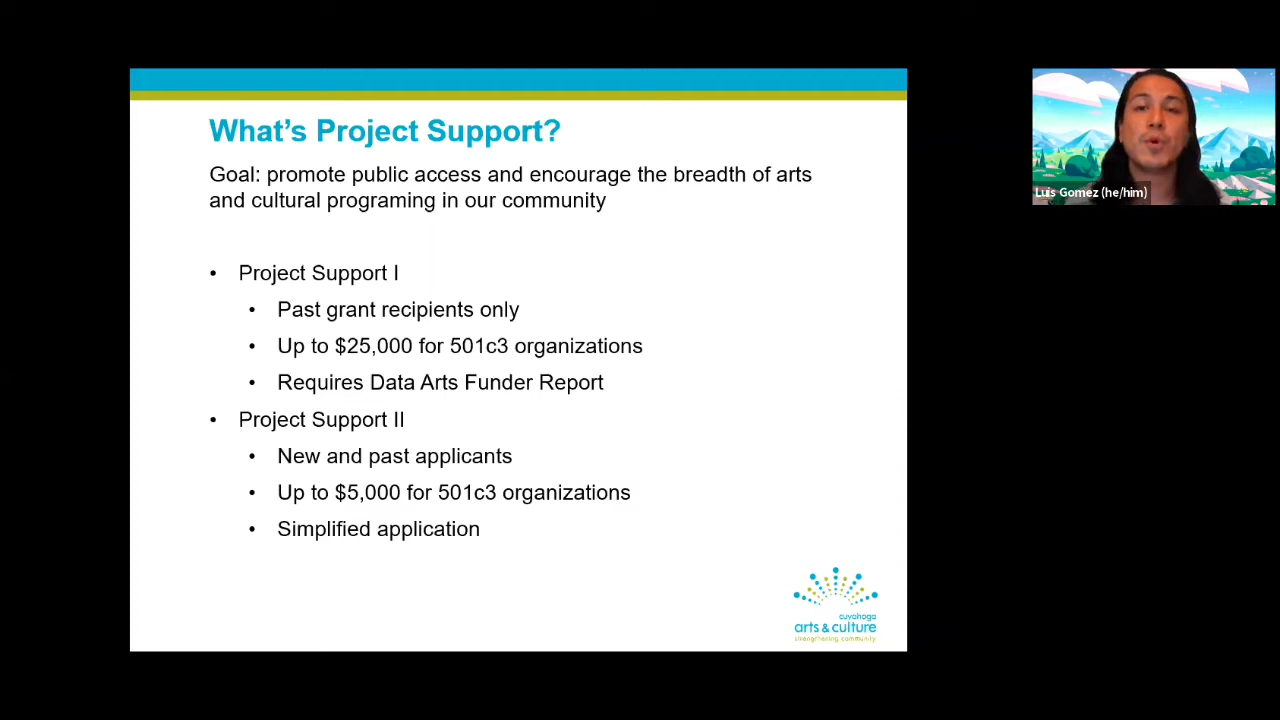 What's Project Support?
Goal: promote public access and encourage the breadth of arts
and cultural programing in our community
• Project Support I
• Past grant recipients only
• Up to $25,000 for 501c3 organizations
• Requires Data Arts Funder Report
• Project Support II
• New and past applicants
• Up to $5,000 for 501c3 organizations
• Simplified application
cuyahoga
arts & culture
strengthening community
Luis Gomez (he/him)